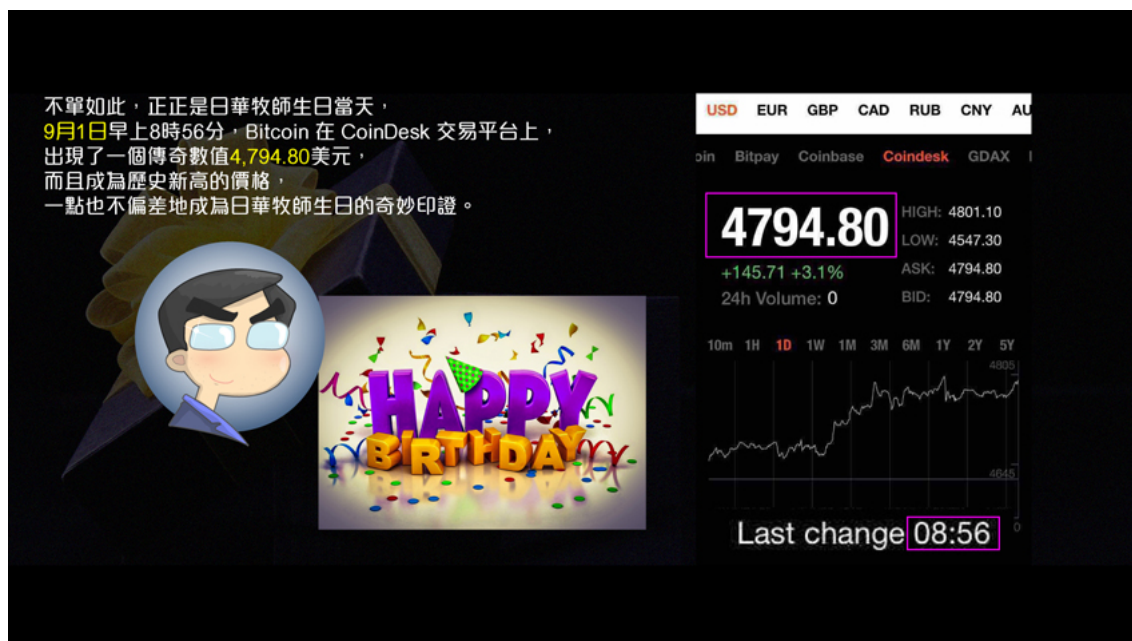 不單如此，正正是日華牧師生日當天，
9月1日早上8時56分，Bitcoin 在 CoinDesk 交易平台上，
出現了一個傳奇數值4,794.80美元，
而且成為歷史新高的價格，
一點也不偏差地成為日華牧師生日的奇妙印證。
HAPPY
BIRTHDAY
USD EUR GBP CAD RUB CNY AU
oin Bitpay Coinbase Coindesk GDAX
4794.80
HIGH: 4801.10
LOW: 4547.30
+145.71 +3.1%
ASK: 4794.80
24h Volume: 0
BID: 4794.80
10m 1H 1D 1W 1M 3M 6M 1Y 2Y 5Y
4805
4645
0
Last change 08:56